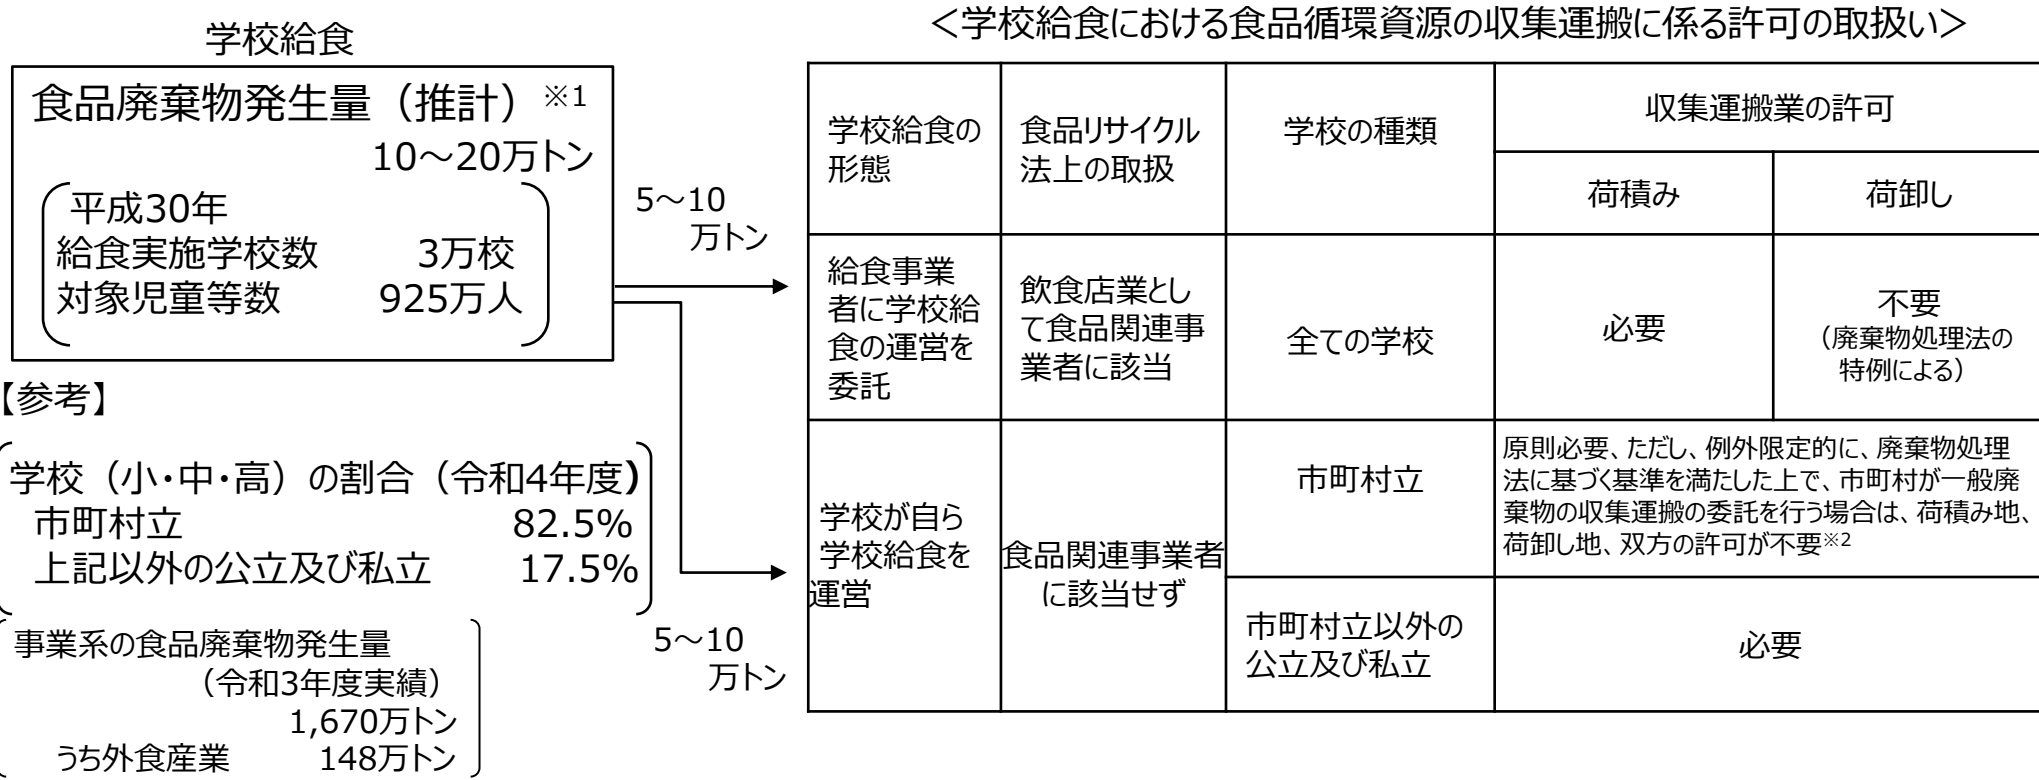 ＜学校給食における食品循環資源の収集運搬に係る許可の取扱い＞
学校給食
食品廃棄物発生量（推計）※1
10～20万トン
平成30年
給食実施学校数 3万校
対象児童等数 925万人
【参考】
学校（小・中・高）の割合（令和4年度）
市町村立 82.5%
上記以外の公立及び私立 17.5%
事業系の食品廃棄物発生量
（令和3年度実績）
1,670万トン
うち外食産業 148万トン
5～10
万トン
5～10
万トン
学校給食の
形態
食品リサイクル
法上の取扱
学校の種類
収集運搬業の許可
荷積み
荷卸し
給食事業
者に学校給
食の運営を
委託
飲食店業とし
て食品関連事
業者に該当
全ての学校
必要
不要
（廃棄物処理法の
特例による）
学校が自ら
学校給食を
運営
食品関連事業者
に該当せず
市町村立
原則必要、ただし、例外限定的に、廃棄物処理
法に基づく基準を満たした上で、市町村が一般廃
棄物の収集運搬の委託を行う場合は、荷積み地、
荷卸し地、双方の許可が不要※2
市町村立以外の
公立及び私立
必要